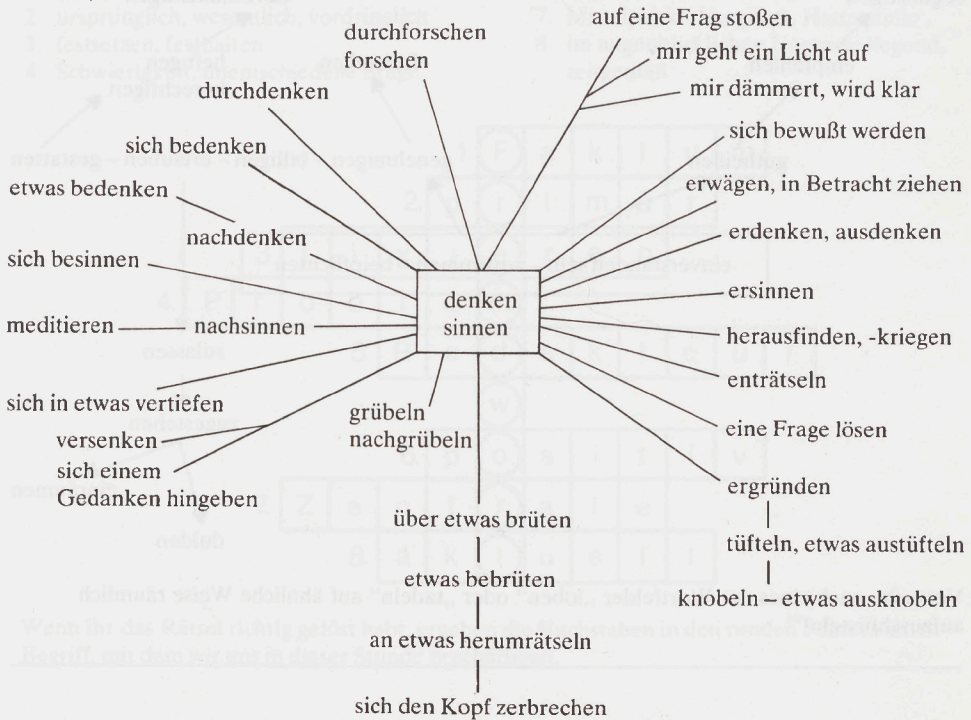 auf eine Frag stoßen
durchforschen
forschen
mir geht ein Licht auf
durchdenken
mir dämmert, wird klar
sich bedenken
sich bewußt werden
etwas bedenken
erwägen, in Betracht ziehen
nachdenken
erdenken, ausdenken
sich besinnen
denken
sinnen
ersinnen
meditieren
nachsinnen
herausfinden, -kriegen
enträtseln
sich in etwas vertiefen
grübeln
nachgrübeln
versenken
eine Frage lösen
sich einem
Gedanken hingeben
ergründen
über etwas brüten
tüfteln, etwas austüfteln
etwas bebrüten
knobeln – etwas ausknobeln
an etwas herumrätseln
sich den Kopf zerbrechen